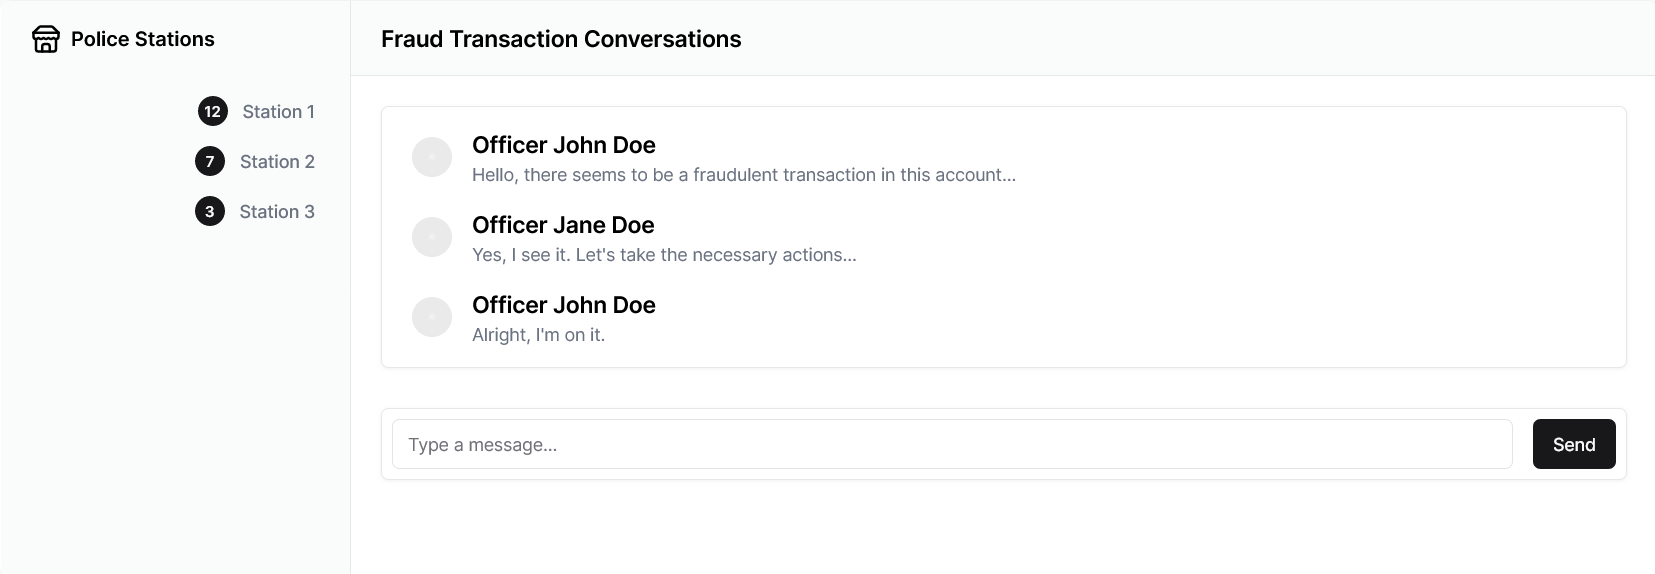 Police Stations
12 Station 1
7 Station 2
3 Station 3
Fraud Transaction Conversations
Officer John Doe
Hello, there seems to be a fraudulent transaction in this account...
Officer Jane Doe
Yes, I see it. Let's take the necessary actions...
Officer John Doe
Alright, I'm on it.
Type a message...
Send